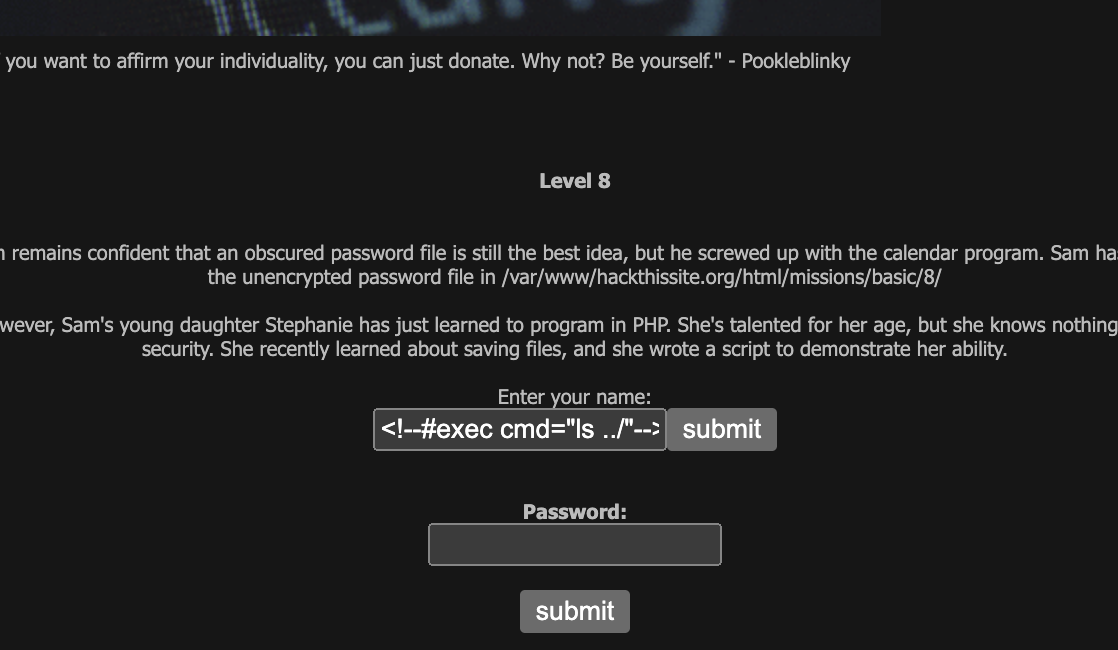 you want to affirm your individuality, you can just donate. Why not? Be yourself." - Pookleblinky
Level 8
remains confident that an obscured password file is still the best idea, but he screwed up with the calendar program. Sam
the unencrypted password file in /var/www/hackthissite.org/html/missions/basic/8/
Sam's young daughter Stephanie has just learned to program in PHP. She's talented for her age, but she knows nothing
security. She recently learned about saving files, and she wrote a script to demonstrate her ability.
Enter your name:
<!--#exec cmd="ls ../"--> submit
Password:
submit